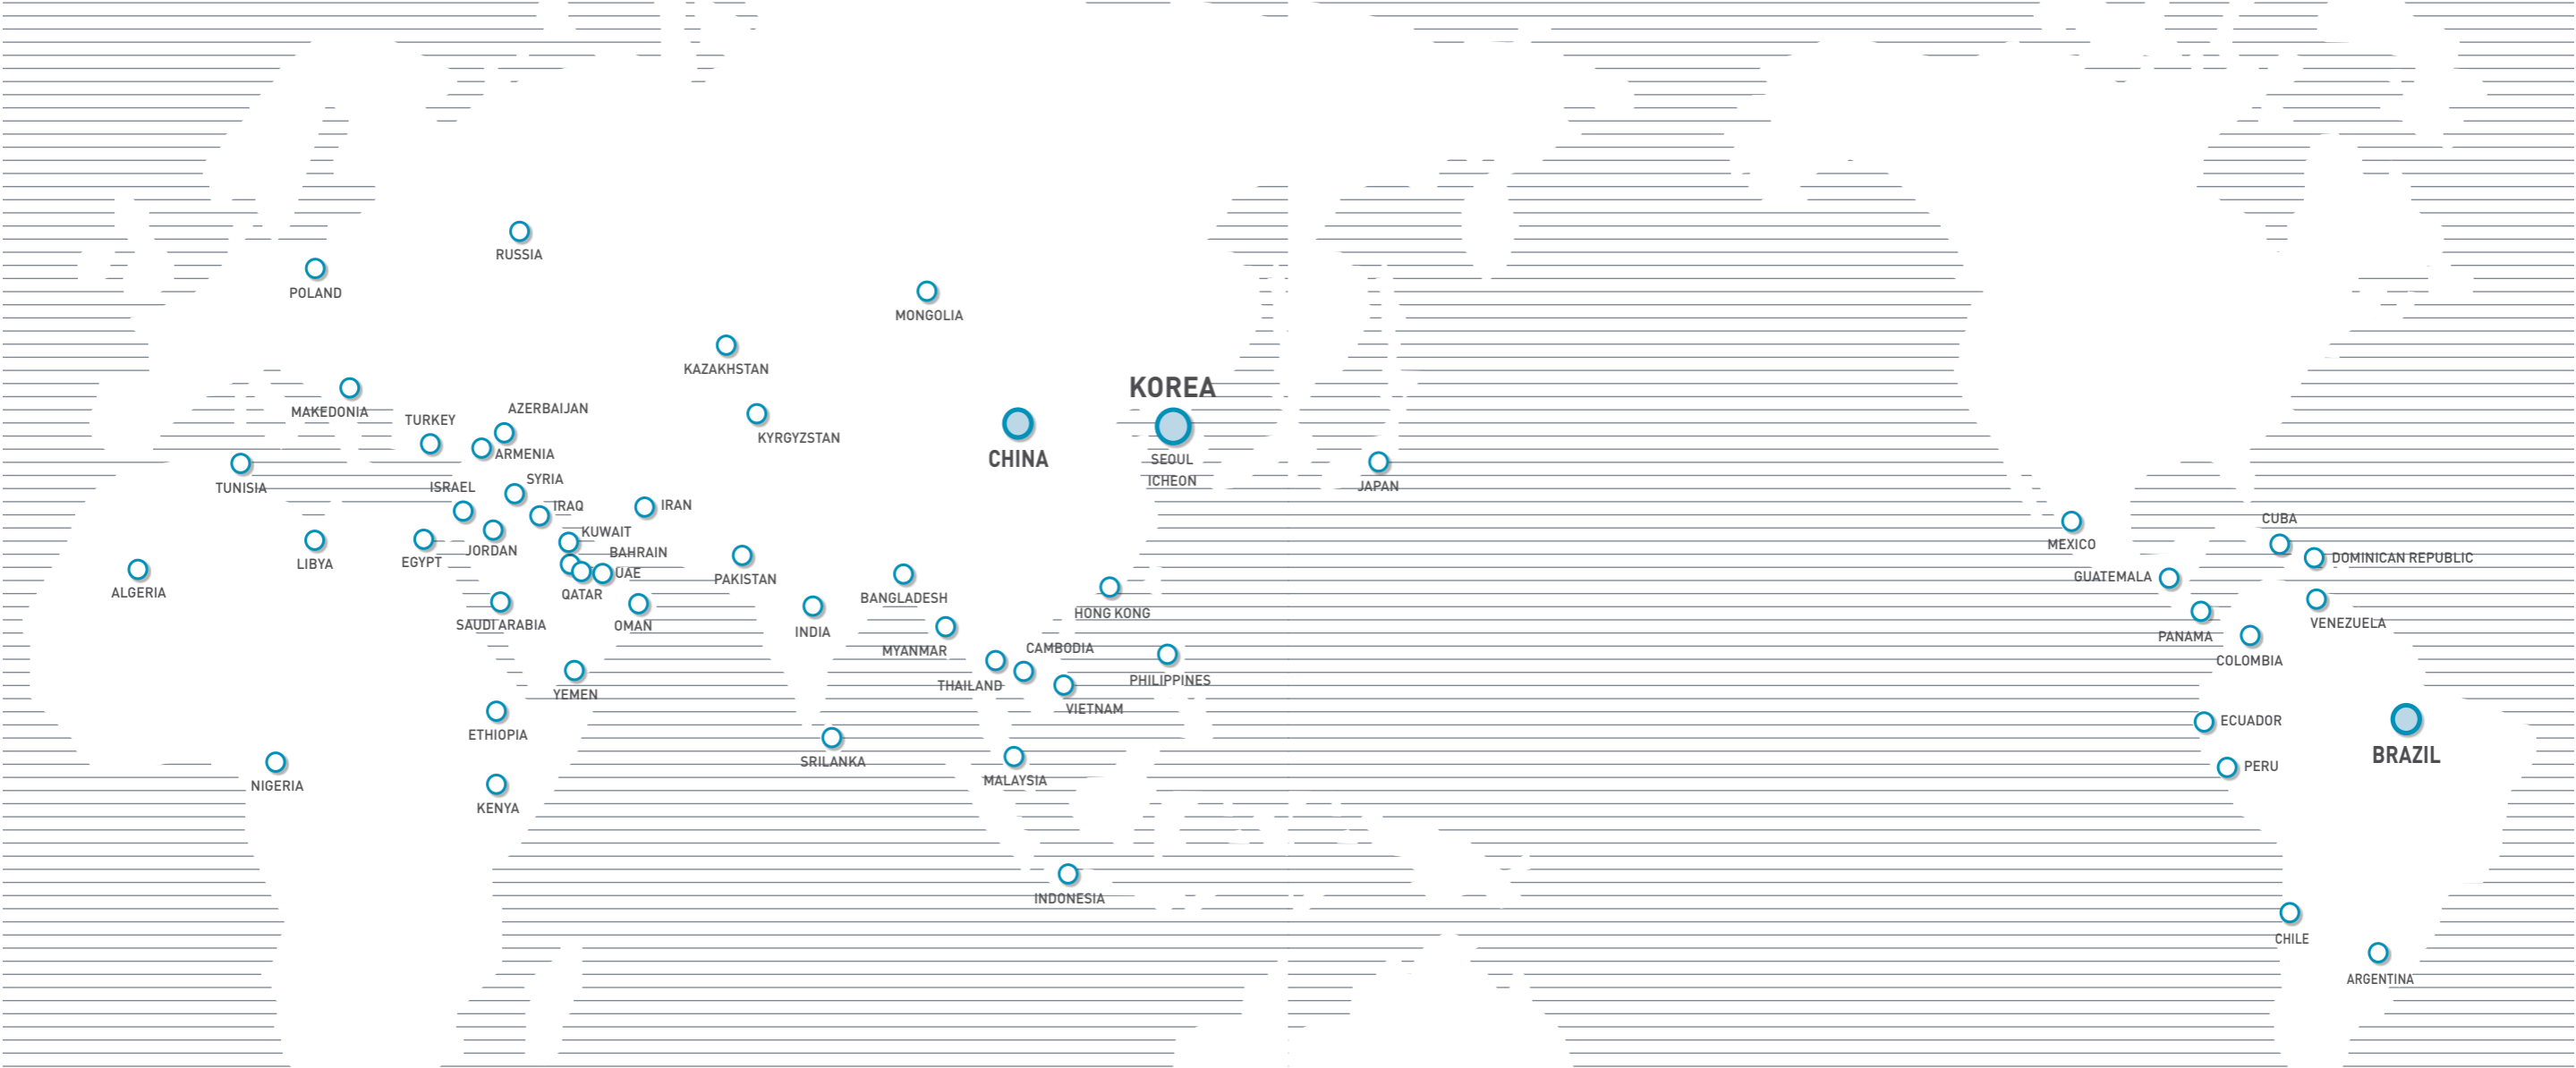 RUSSIA
POLAND
MONGOLIA
KAZAKHSTAN
KOREA
MAKEDONIA
AZERBAIJAN
TURKEY
KYRGYZSTAN
ARMENIA
CHINA
SEOUL
ICHEON
TUNISIA
ISRAEL
SYRIA
JAPAN
IRAQ
IRAN
CUBA
KUWAIT
MEXICO
JORDAN
BAHRAIN
LIBYA
EGYPT
DOMINICAN REPUBLIC
UAE
PAKISTAN
GUATEMALA
ALGERIA
QATAR
BANGLADESH
HONG KONG
SAUDI ARABIA
OMAN
INDIA
VENEZUELA
PANAMA
MYANMAR
CAMBODIA
COLOMBIA
THAILAND
PHILIPPINES
YEMEN
VIETNAM
ECUADOR
ETHIOPIA
BRAZIL
SRILANKA
PERU
NIGERIA
MALAYSIA
KENYA
INDONESIA
CHILE
ARGENTINA